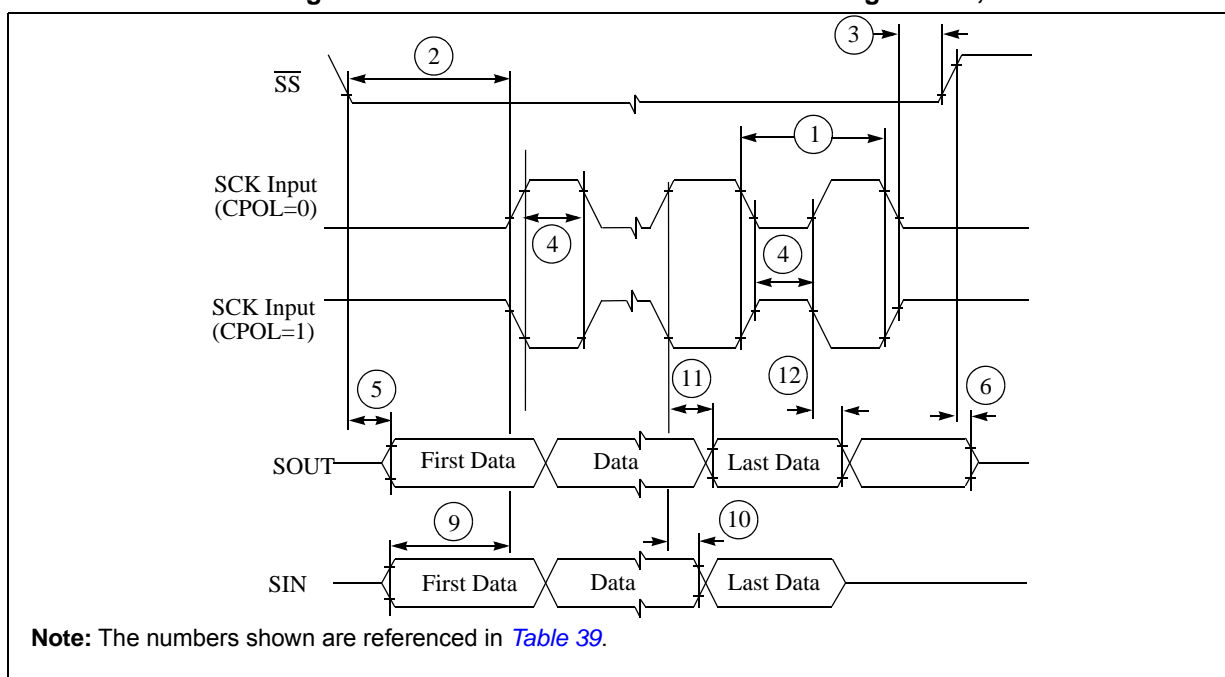 3
2
SS
1
SCK Input
(CPOL=0)
4
4
SCK Input
(CPOL=1)
11
12
5
6
First Data
Data
Last Data
SOUT
9
10
First Data
Data
Last Data
SIN
Note: The numbers shown are referenced in Table 39.